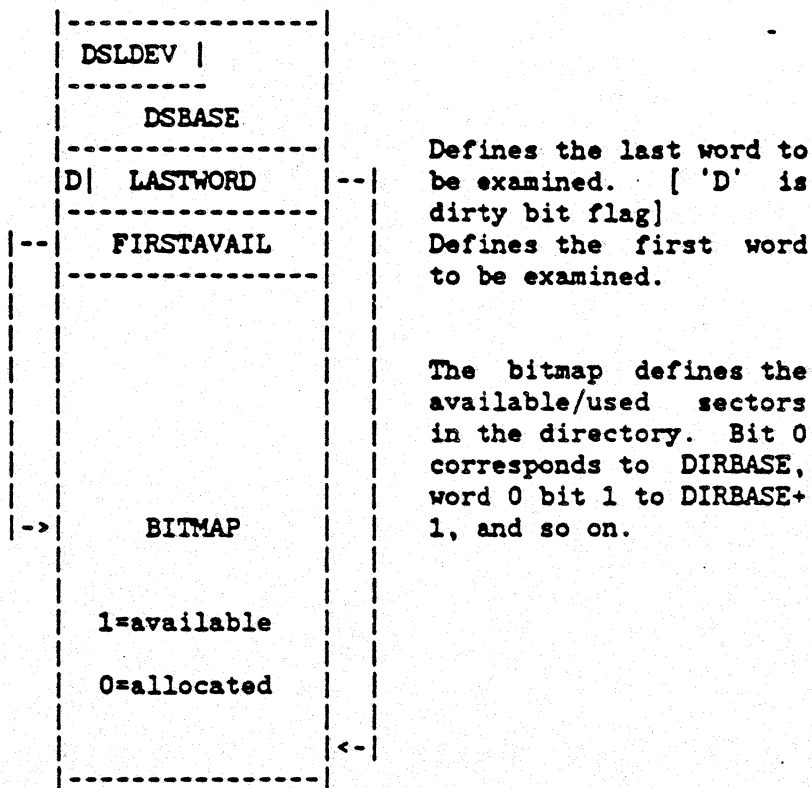 DSLDEV |
DSBASE
D| LASTWORD
FIRSTAVAIL
Defines the last word to
be examined. [ 'D' is
dirty bit flag]
Defines the first word
to be examined.
The bitmap defines the
available/used sectors
in the directory. Bit 0
corresponds to DIRBASE,
word 0 bit 1 to DIRBASE+
1, and so on.
BITMAP
1=available
0=allocated